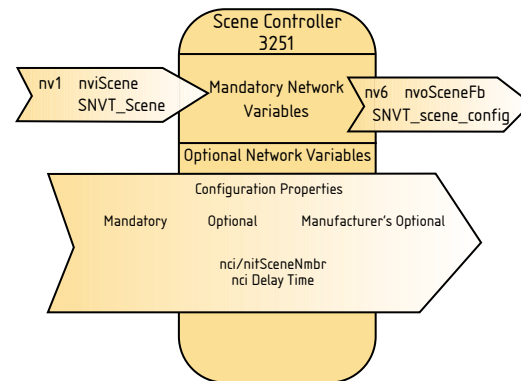 Scene Controller
3251
nv1 nviScene
SNVT_Scene
Mandatory Network
Variables
nv6 nvoSceneFb
SNVT_scene_config
Optional Network Variables
Configuration Properties
Mandatory Optional Manufacturer's Optional
nci/nitSceneNmbr
nci Delay Time